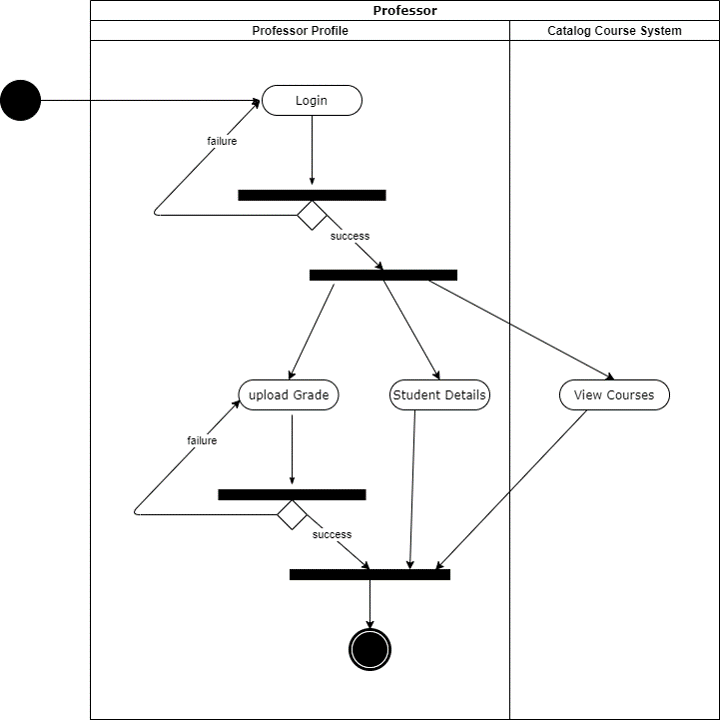 Professor
Professor Profile
Catalog Course System
Login
failure
success
upload Grade
Student Details
View Courses
failure
success